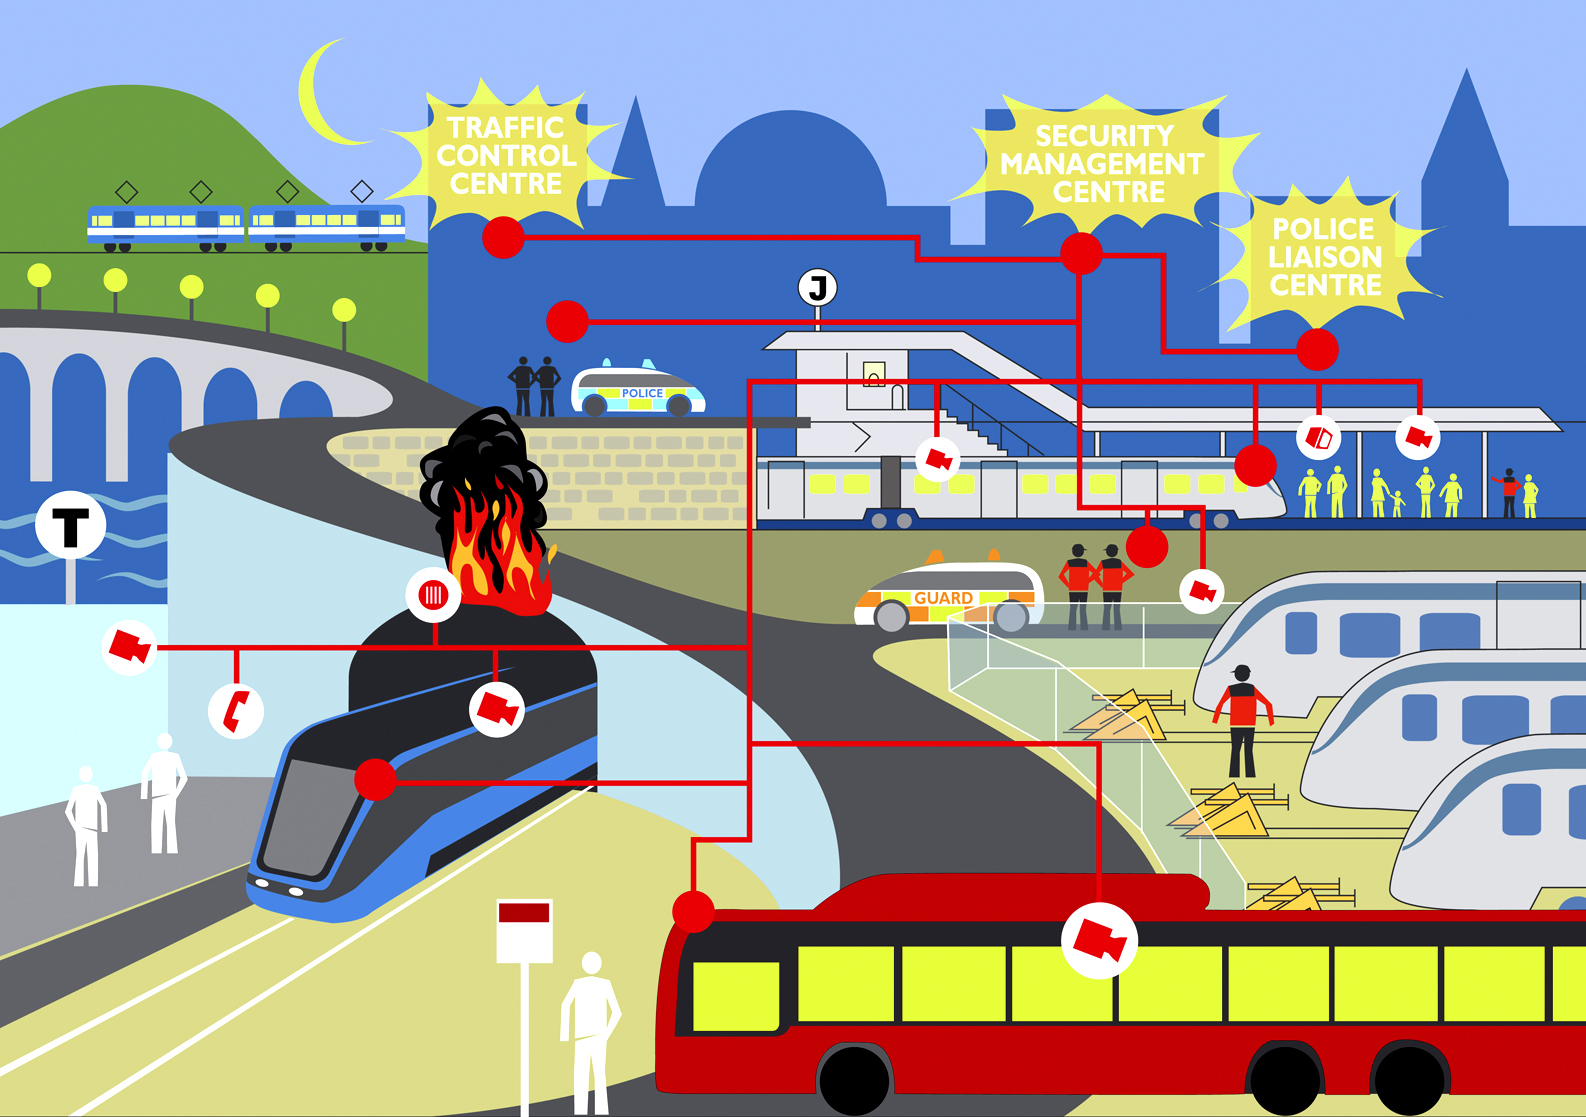 TRAFFIC
CONTROL
CENTRE
SECURITY
MANAGEMENT
CENTRE
POLICE
LIAISON
CENTRE
J
POLICE
T
GUARD